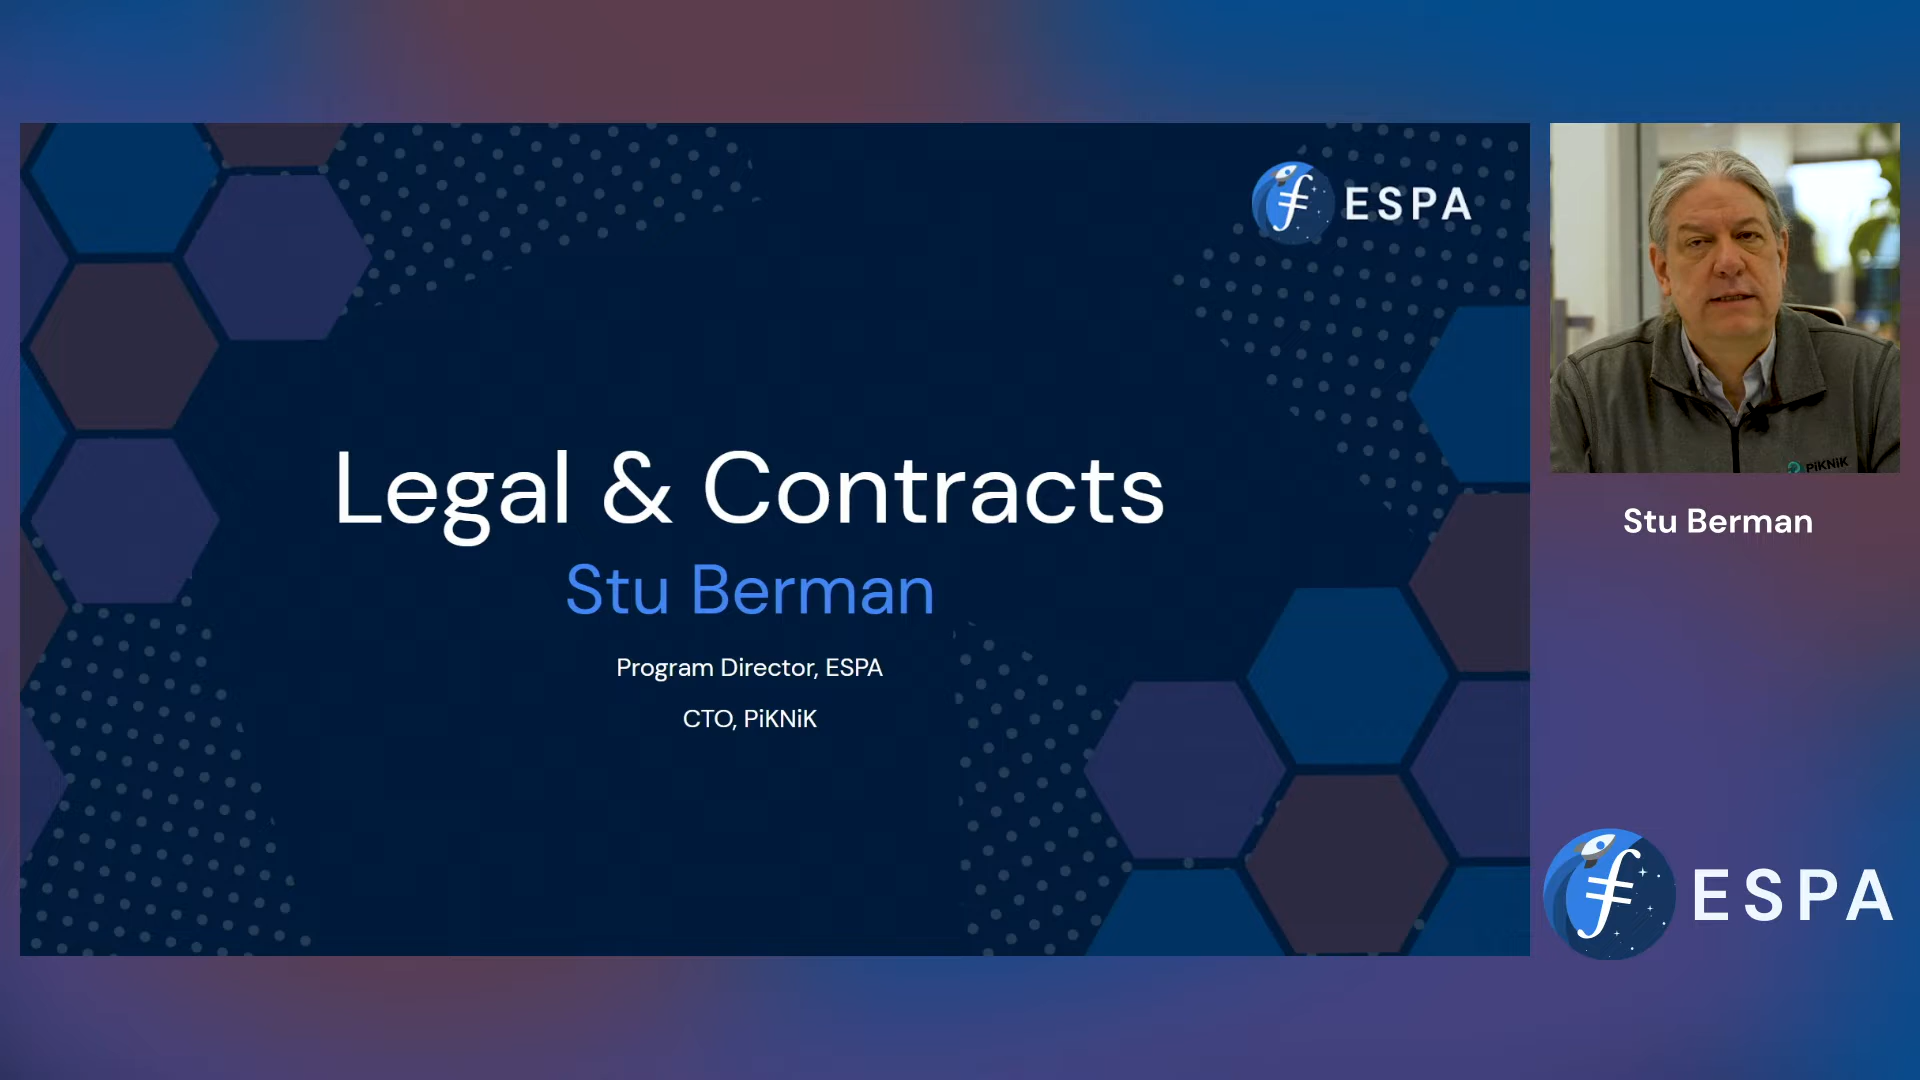 ESPA
Legal & Contracts
Stu Berman
Program Director, ESPA
CTO, PiKNiK
PiKNiK
Stu Berman
ESPA